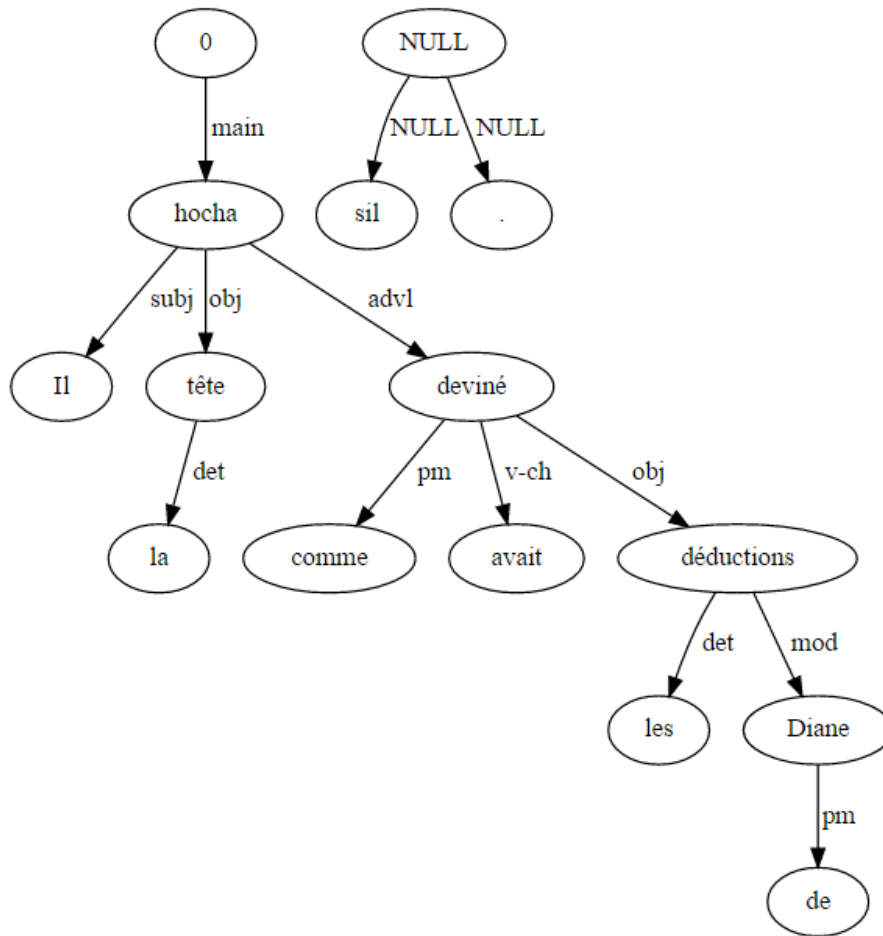 0 NULL
main NULL NULL
hocha sil .
subj obj advl
Il tête deviné
det pm v-ch obj
la comme avait déductions
det mod
les Diane
pm
de